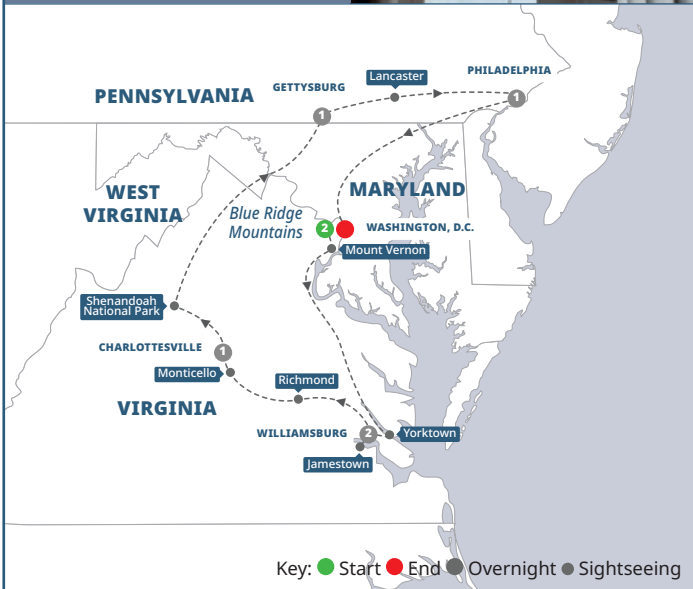 PHILADELPHIA
Lancaster
GETTYSBURG
PENNSYLVANIA
1
1
WEST
VIRGINIA
MARYLAND
Blue Ridge
Mountains
2
WASHINGTON, D.C.
Mount Vernon
Shenandoah
National Park
CHARLOTTESVILLE
1
Monticello
Richmond
VIRGINIA
WILLIAMSBURG
2
Yorktown
Jamestown
Key: Start End Overnight Sightseeing